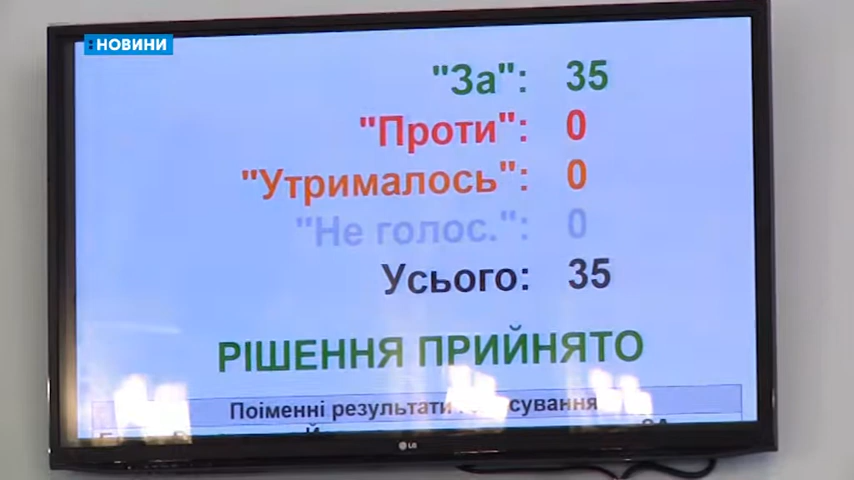 :НОВИНИ
"За": 35
"Проти": 0
"Утрималось": 0
"Не голос.": 0
Усього: 35
РІШЕННЯ ПРИЙНЯТО
Поіменні результати
LG